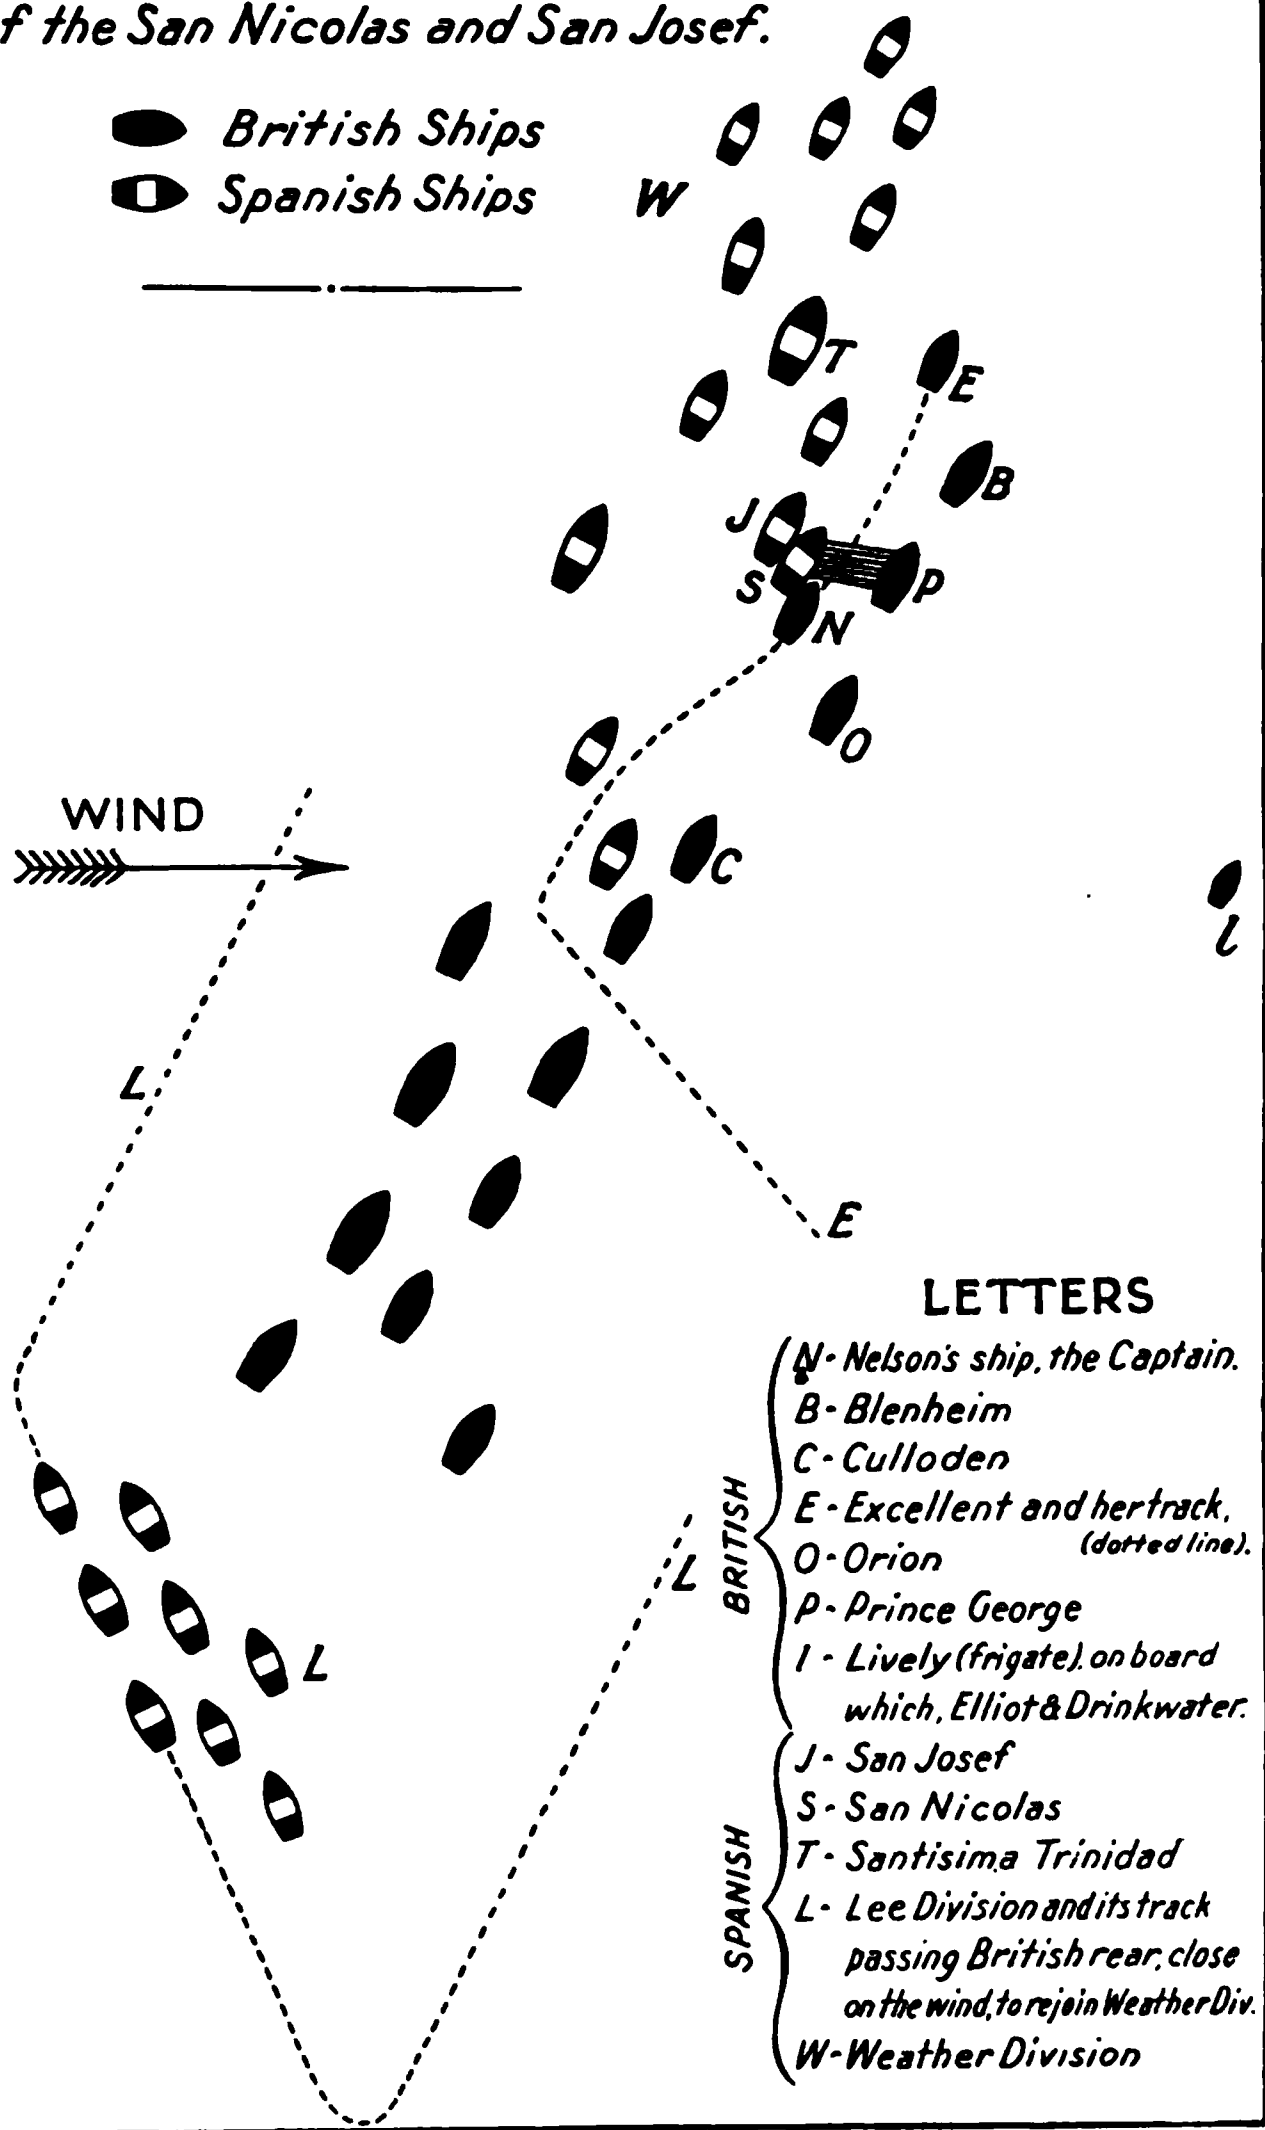 f the San Nicolas and San Josef.
British Ships
Spanish Ships
W
T
E
B
J
S
P
N
O
WIND
C
l
L
E
LETTERS
BRITISH
N - Nelson's ship, the Captain.
B - Blenheim
C - Culloden
E - Excellent and her track,
(dotted line).
O - Orion
P - Prince George
l - Lively (frigate). on board
which, Elliot & Drinkwater.
L
L
SPANISH
J - San Josef
S - San Nicolas
T - Santisima Trinidad
L - Lee Division and its track
passing British rear, close
on the wind, to rejoin Weather Div.
W - Weather Division